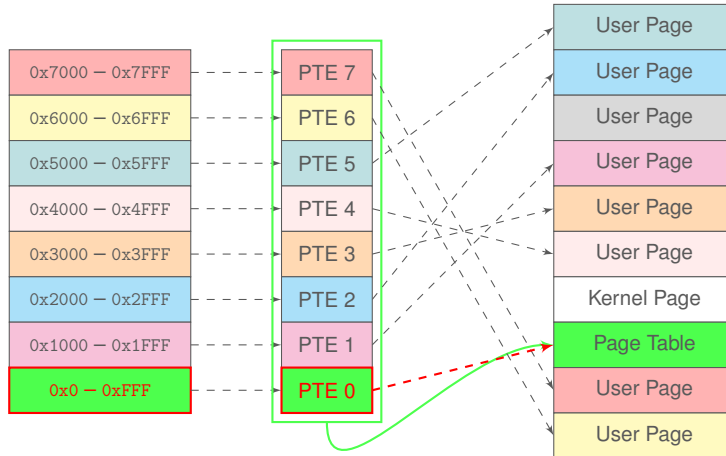 0x7000 – 0x7FFF
0x6000 – 0x6FFF
0x5000 – 0x5FFF
0x4000 – 0x4FFF
0x3000 – 0x3FFF
0x2000 – 0x2FFF
0x1000 – 0x1FFF
0x0 – 0xFFF
PTE 7
PTE 6
PTE 5
PTE 4
PTE 3
PTE 2
PTE 1
PTE 0
User Page
User Page
User Page
User Page
User Page
User Page
Kernel Page
Page Table
User Page
User Page